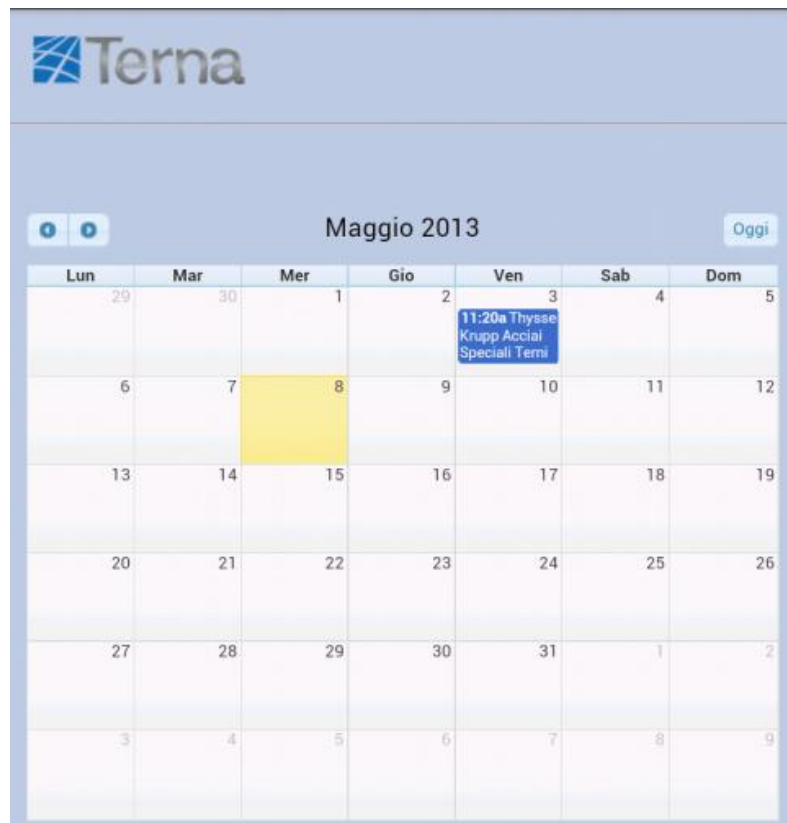 Terna
Maggio 2013
Oggi
Lun Mar Mer Gio Ven Sab Dom
29 30 1 2 3 4 5
11:20a Thysse
Krupp Acciai
Speciali Terni
6 7 8 9 10 11 12
13 14 15 16 17 18 19
20 21 22 23 24 25 26
27 28 29 30 31 1 2
3 4 5 6 7 8 9